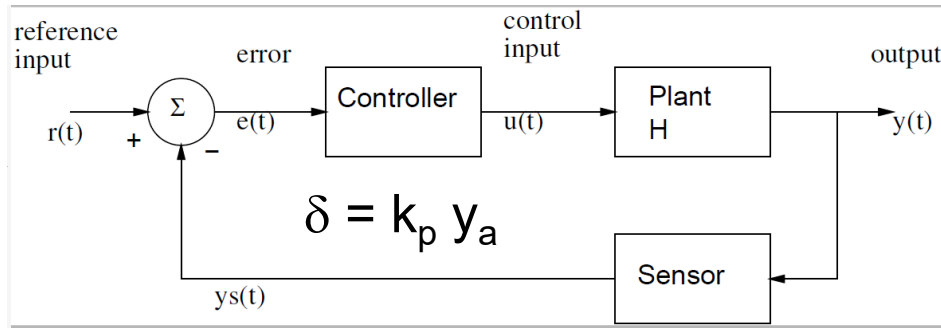 reference
input
error
control
input
output
Σ
Controller
Plant
H
r(t)
+
−
e(t)
u(t)
y(t)
δ = kp ya
Sensor
ys(t)